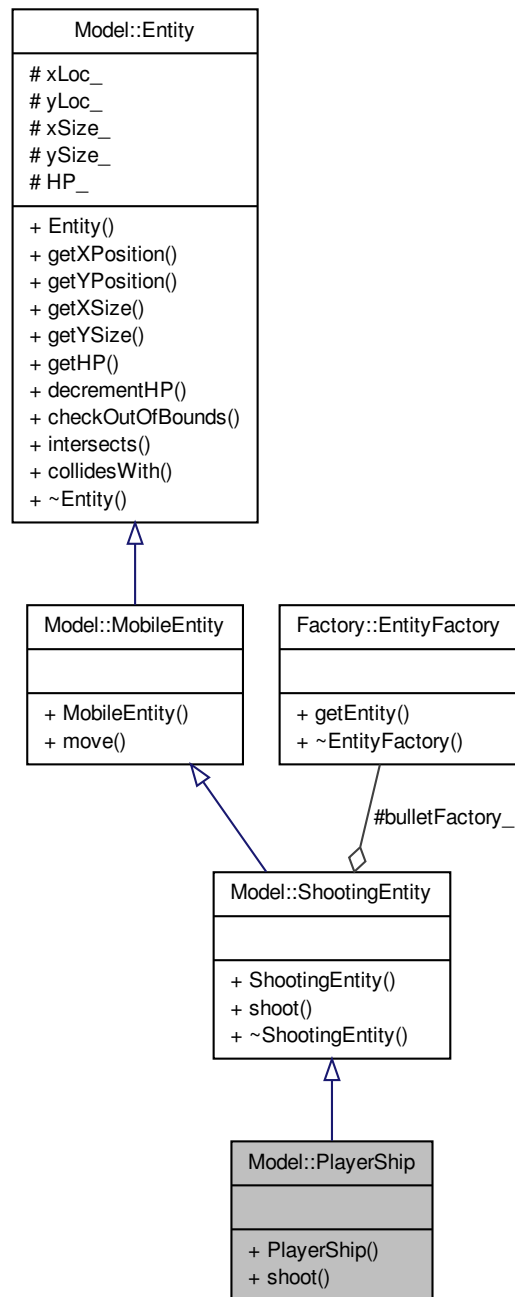 Model::Entity
# xLoc_
# yLoc_
# xSize_
# ySize_
# HP_
+ Entity()
+ getXPosition()
+ getYPosition()
+ getXSize()
+ getYSize()
+ getHP()
+ decrementHP()
+ checkOutOfBounds()
+ intersects()
+ collidesWith()
+ ~Entity()
Model::MobileEntity
+ MobileEntity()
+ move()
Factory::EntityFactory
+ getEntity()
+ ~EntityFactory()
#bulletFactory_
Model::ShootingEntity
+ ShootingEntity()
+ shoot()
+ ~ShootingEntity()
Model::PlayerShip
+ PlayerShip()
+ shoot()